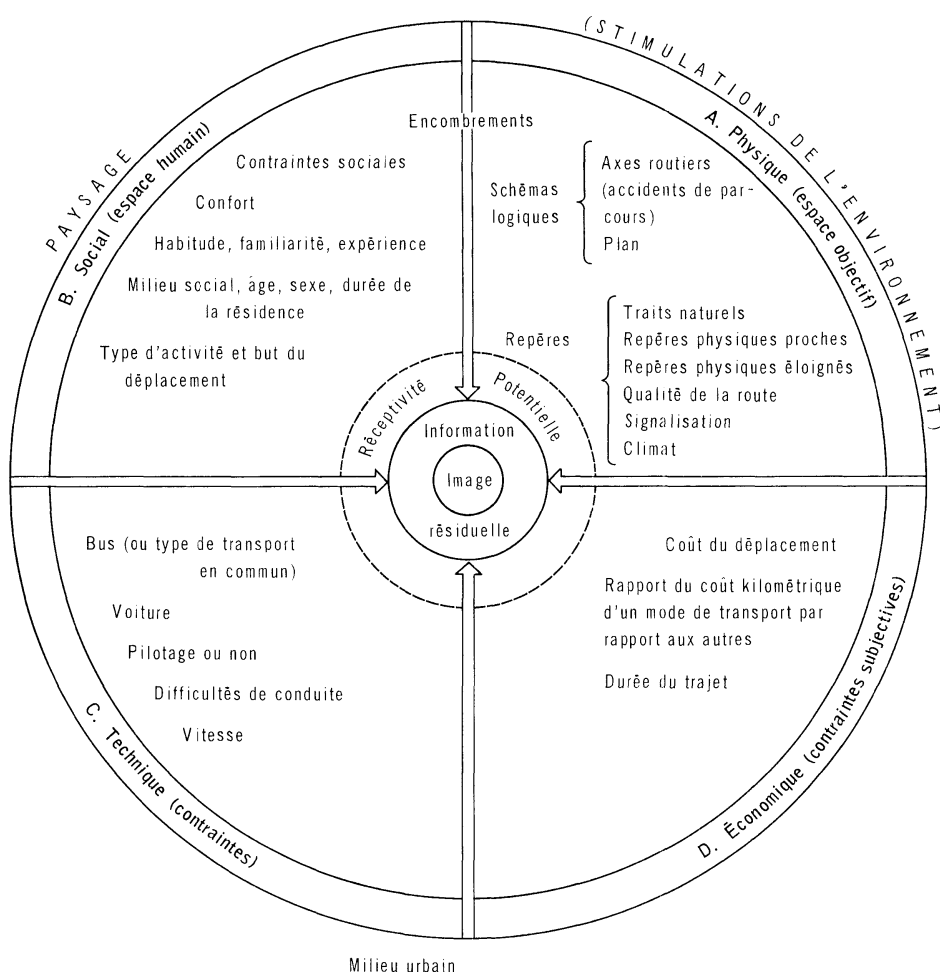 PAYSAGE
(STIMULATIONS DE L'ENVIRONNEMENT)
A. Physique (espace objectif)
B. Social (espace humain)
Encombrements
Contraintes sociales
Confort
Habitude, familiarité, expérience
Milieu social, âge, sexe, durée de
la résidence
Type d'activité et but du
déplacement
Schémas
logiques
Axes routiers
(accidents de par-
cours)
Plan
Repères
Traits naturels
Repères physiques proches
Repères physiques éloignés
Qualité de la route
Signalisation
Climat
Réceptivité
Potentielle
Information
Image
résiduelle
Bus (ou type de transport
en commun)
Voiture
Pilotage ou non
Difficultés de conduite
Vitesse
C. Technique (contraintes)
Coût du déplacement
Rapport du coût kilométrique
d'un mode de transport par
rapport aux autres
Durée du trajet
D. Économique (contraintes subjectives)
Milieu urbain